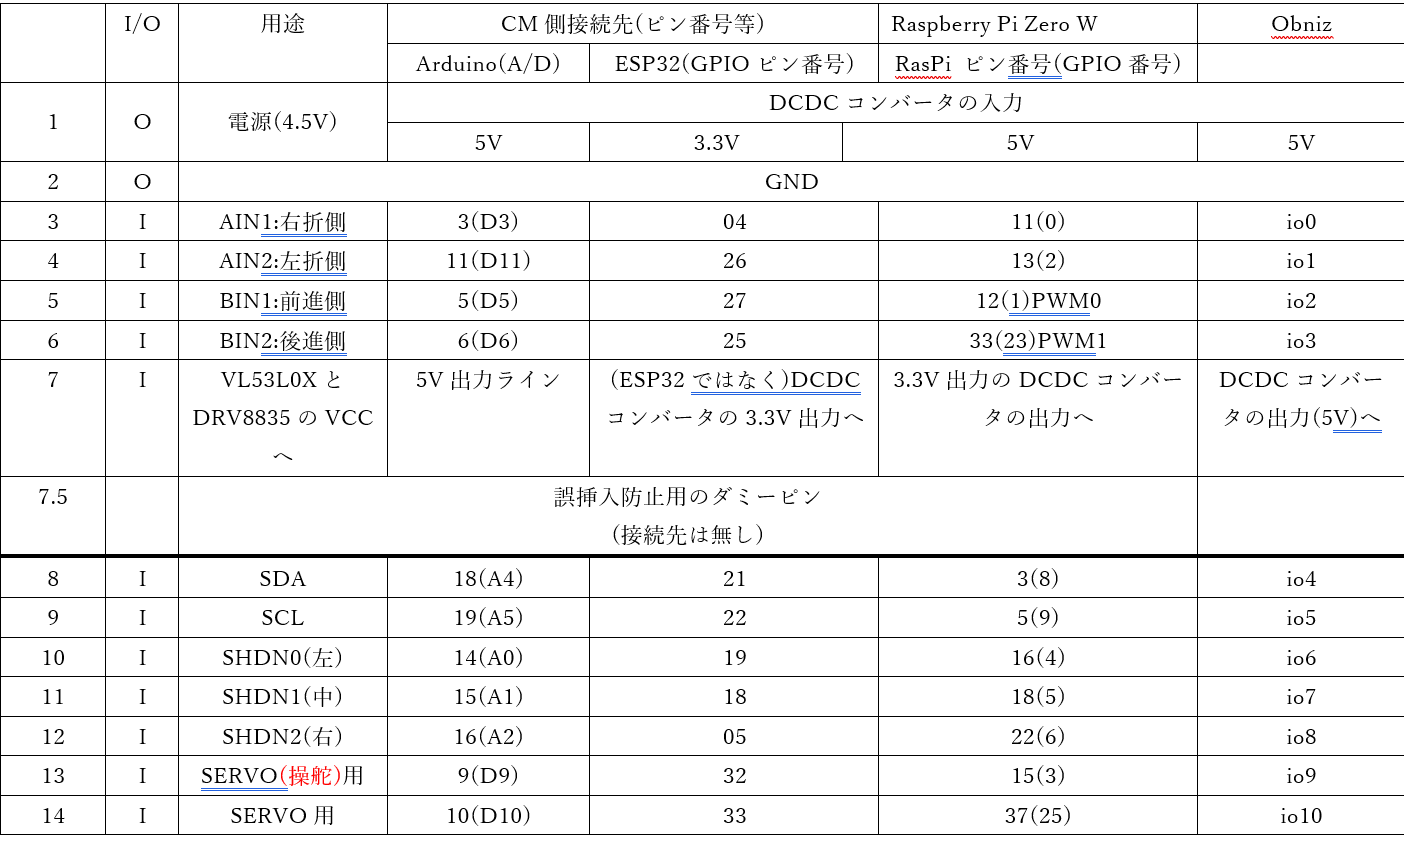 I/O 用途 CM 側接続先(ピン番号等) Raspberry Pi Zero W Obniz
Arduino(A/D) ESP32(GPIO ピン番号) RasPi ピン番号(GPIO 番号)
1 O 電源(4.5V) DCDC コンバータの入力
5V 3.3V 5V 5V
2 O GND
3 I AIN1:右折側 3(D3) 04 11(0) io0
4 I AIN2:左折側 11(D11) 26 13(2) io1
5 I BIN1:前進側 5(D5) 27 12(1)PWM0 io2
6 I BIN2:後進側 6(D6) 25 33(23)PWM1 io3
7 I VL53L0X と 5V 出力ライン (ESP32 ではなく)DCDC 3.3V 出力の DCDC コンバー DCDC コンバー
DRV8835 の VCC コンバータの 3.3V 出力へ タの出力へ タの出力(5V)へ
へ
7.5 誤挿入防止用のダミーピン
(接続先は無し)
8 I SDA 18(A4) 21 3(8) io4
9 I SCL 19(A5) 22 5(9) io5
10 I SHDN0(左) 14(A0) 19 16(4) io6
11 I SHDN1(中) 15(A1) 18 18(5) io7
12 I SHDN2(右) 16(A2) 05 22(6) io8
13 I SERVO(操舵)用 9(D9) 32 15(3) io9
14 I SERVO 用 10(D10) 33 37(25) io10